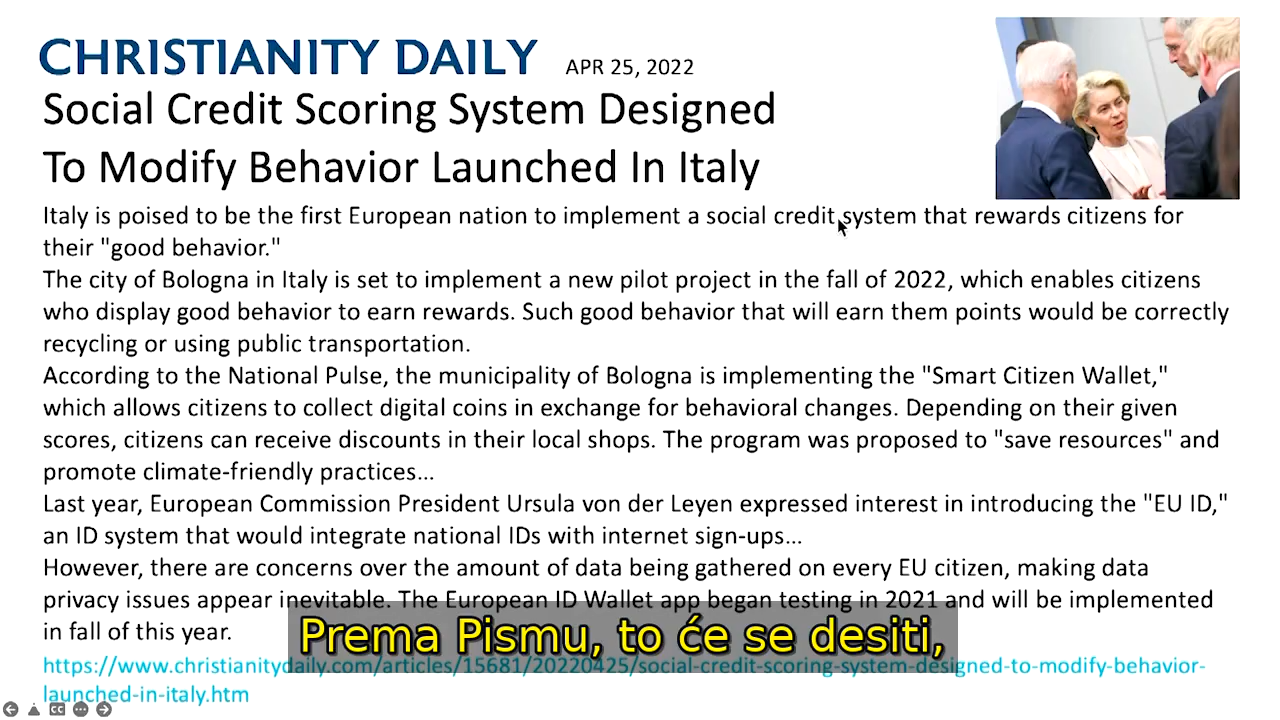 CHRISTIANITY DAILY APR 25, 2022
Social Credit Scoring System Designed
To Modify Behavior Launched In Italy
Italy is poised to be the first European nation to implement a social credit system that rewards citizens for
their "good behavior."
The city of Bologna in Italy is set to implement a new pilot project in the fall of 2022, which enables citizens
who display good behavior to earn rewards. Such good behavior that will earn them points would be correctly
recycling or using public transportation.
According to the National Pulse, the municipality of Bologna is implementing the "Smart Citizen Wallet,"
which allows citizens to collect digital coins in exchange for behavioral changes. Depending on their given
scores, citizens can receive discounts in their local shops. The program was proposed to "save resources" and
promote climate-friendly practices...
Last year, European Commission President Ursula von der Leyen expressed interest in introducing the "EU ID,"
an ID system that would integrate national IDs with internet sign-ups...
However, there are concerns over the amount of data being gathered on every EU citizen, making data
privacy issues appear inevitable. The European ID Wallet app began testing in 2021 and will be implemented
in fall of this year.
Prema Pismu, to će se desiti,
https://www.christianitydaily.com/articles/15681/20220425/social-credit-scoring-system-designed-to-modify-behavior-
launched-in-italy.htm